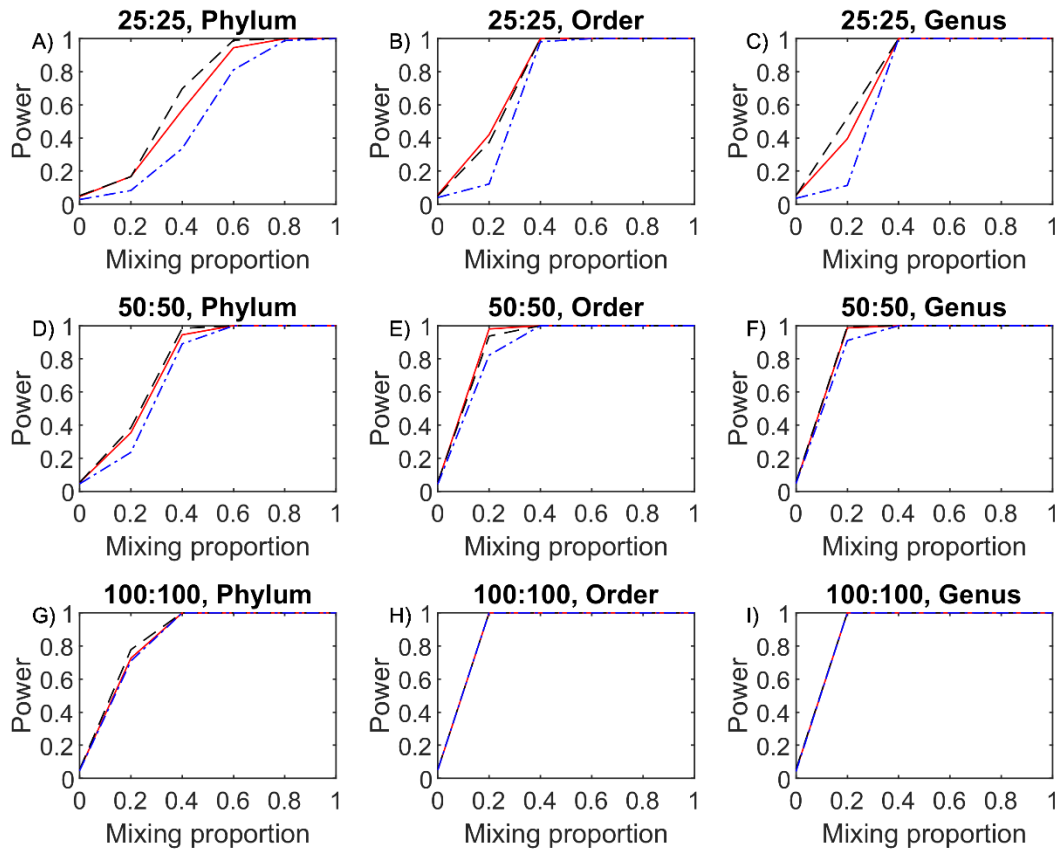 25:25, Phylum
A)
1
0.8
0.6
0.4
0.2
0
Power
0 0.2 0.4 0.6 0.8 1
Mixing proportion
25:25, Order
B)
1
0.8
0.6
0.4
0.2
0
Power
0 0.2 0.4 0.6 0.8 1
Mixing proportion
25:25, Genus
C)
1
0.8
0.6
0.4
0.2
0
Power
0 0.2 0.4 0.6 0.8 1
Mixing proportion
50:50, Phylum
D)
1
0.8
0.6
0.4
0.2
0
Power
0 0.2 0.4 0.6 0.8 1
Mixing proportion
50:50, Order
E)
1
0.8
0.6
0.4
0.2
0
Power
0 0.2 0.4 0.6 0.8 1
Mixing proportion
50:50, Genus
F)
1
0.8
0.6
0.4
0.2
0
Power
0 0.2 0.4 0.6 0.8 1
Mixing proportion
100:100, Phylum
G)
1
0.8
0.6
0.4
0.2
0
Power
0 0.2 0.4 0.6 0.8 1
Mixing proportion
100:100, Order
H)
1
0.8
0.6
0.4
0.2
0
Power
0 0.2 0.4 0.6 0.8 1
Mixing proportion
100:100, Genus
I)
1
0.8
0.6
0.4
0.2
0
Power
0 0.2 0.4 0.6 0.8 1
Mixing proportion